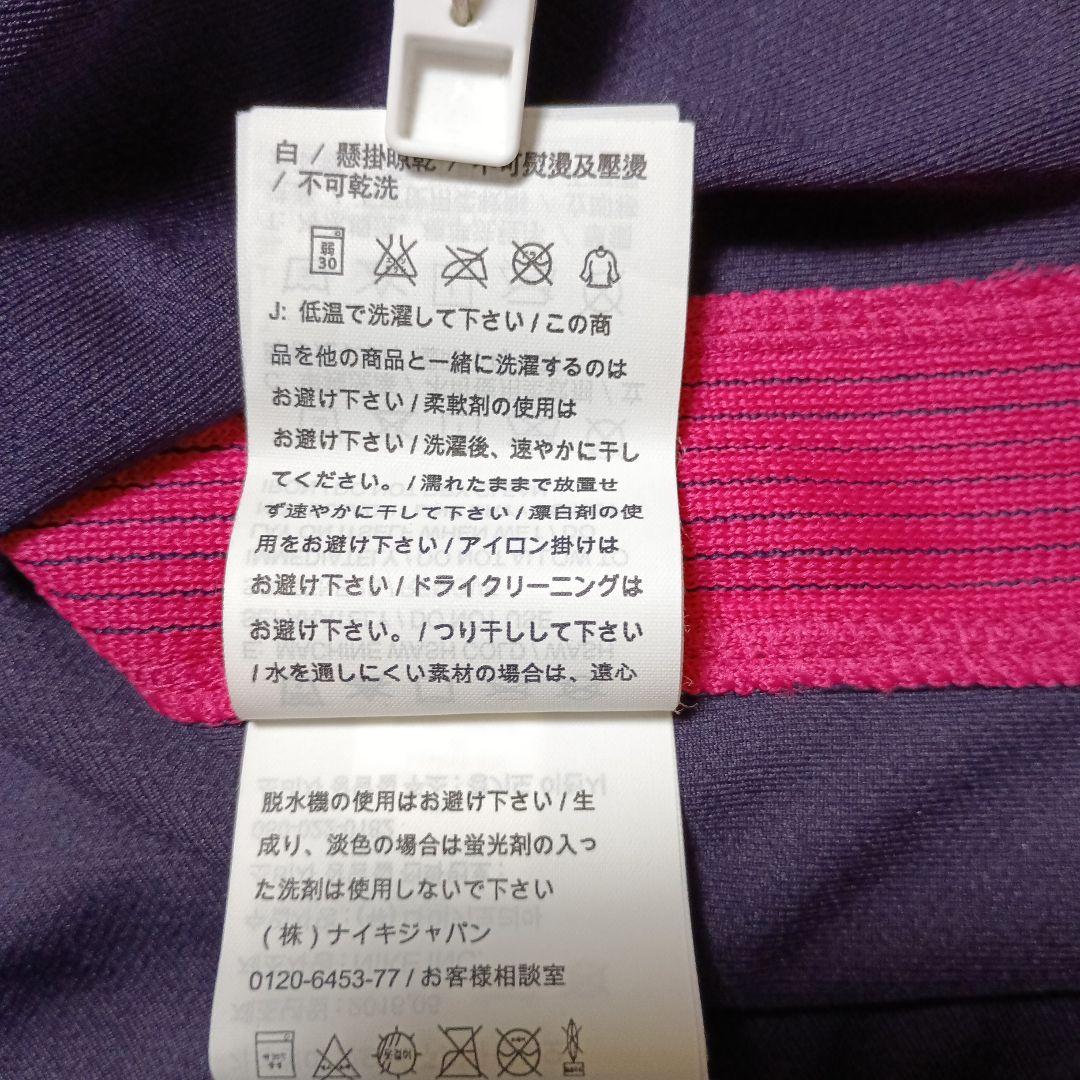 白 / 懸掛晾乾 / 不可熨燙及壓燙
/ 不可乾洗
弱
30
J: 低温で洗濯して下さい / この商
品を他の商品と一緒に洗濯するのは
お避け下さい / 柔軟剤の使用は
お避け下さい / 洗濯後、速やかに干し
てください。 / 濡れたままで放置せ
ず速やかに干して下さい / 漂白剤の使
用をお避け下さい / アイロン掛けは
お避け下さい / ドライクリーニングは
お避け下さい。 / つり干しして下さい
/ 水を通しにくい素材の場合は、遠心
脱水機の使用はお避け下さい / 生
成り、淡色の場合は蛍光剤の入っ
た洗剤は使用しないで下さい
( 株 ) ナイキジャパン
0120-6453-77 / お客様相談室